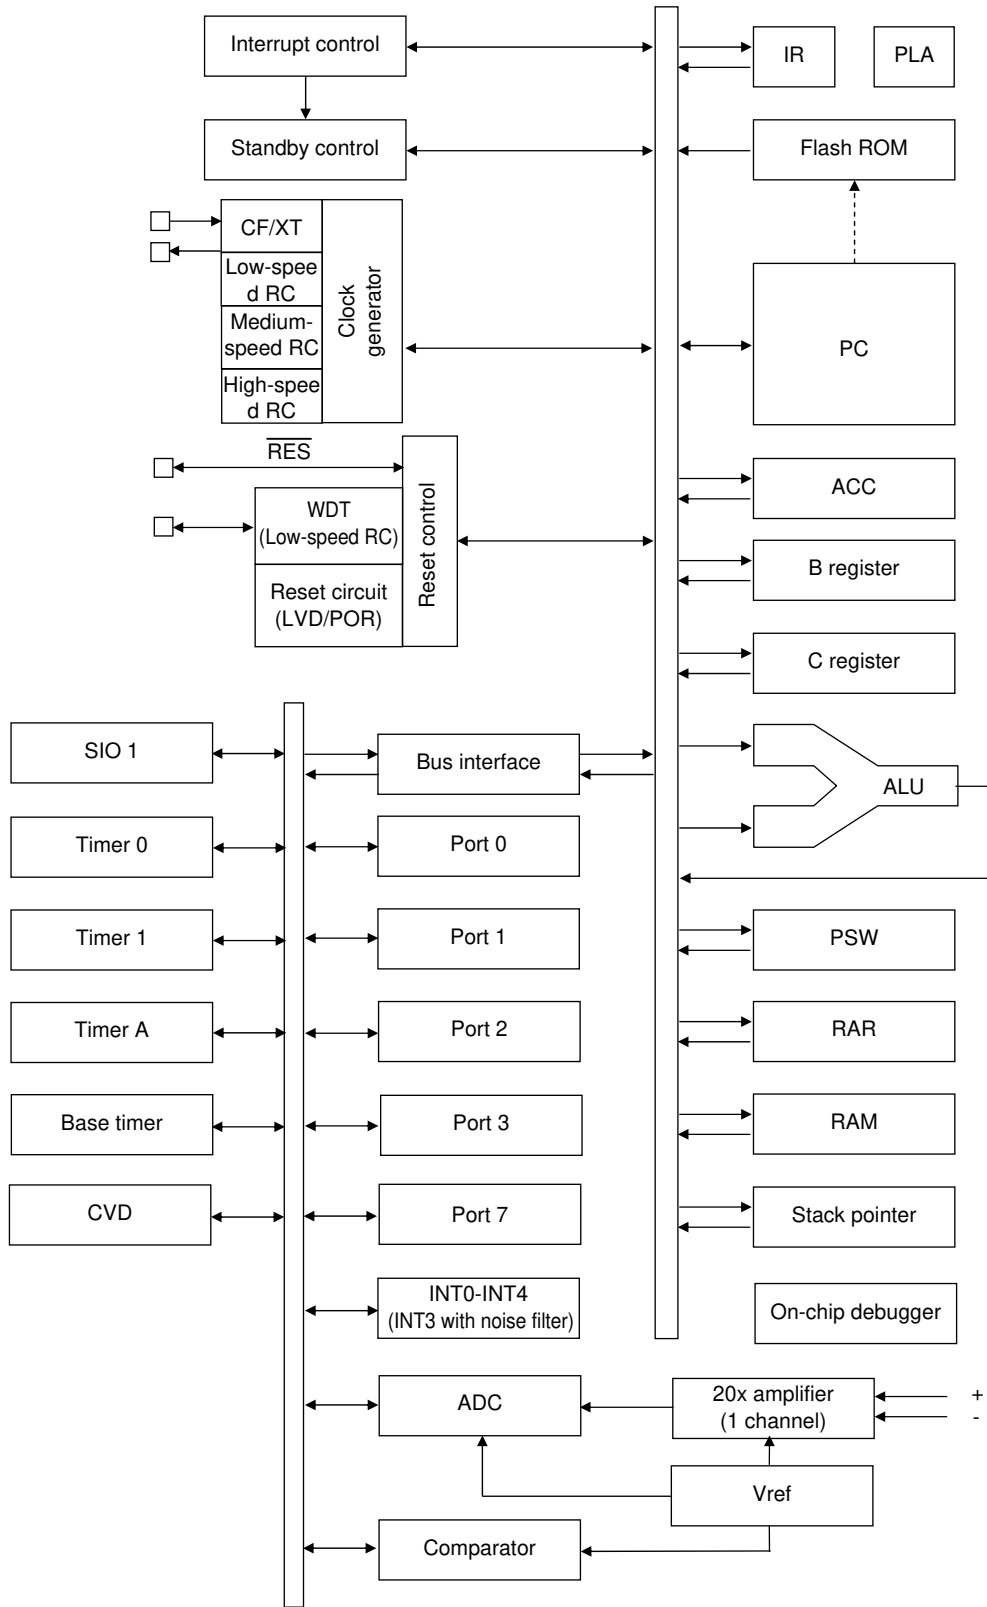 Interrupt control
IR
PLA
Standby control
Flash ROM
CF/XT
Low-spee
d RC
Medium-
speed RC
High-spee
d RC
Clock
generator
PC
RES
WDT
(Low-speed RC)
Reset circuit
(LVD/POR)
Reset control
ACC
B register
C register
SIO 1
Bus interface
ALU
Timer 0
Port 0
Timer 1
Port 1
PSW
Timer A
Port 2
RAR
Base timer
Port 3
RAM
CVD
Port 7
Stack pointer
INT0-INT4
(INT3 with noise filter)
On-chip debugger
ADC
20x amplifier
(1 channel)
+
-
Vref
Comparator